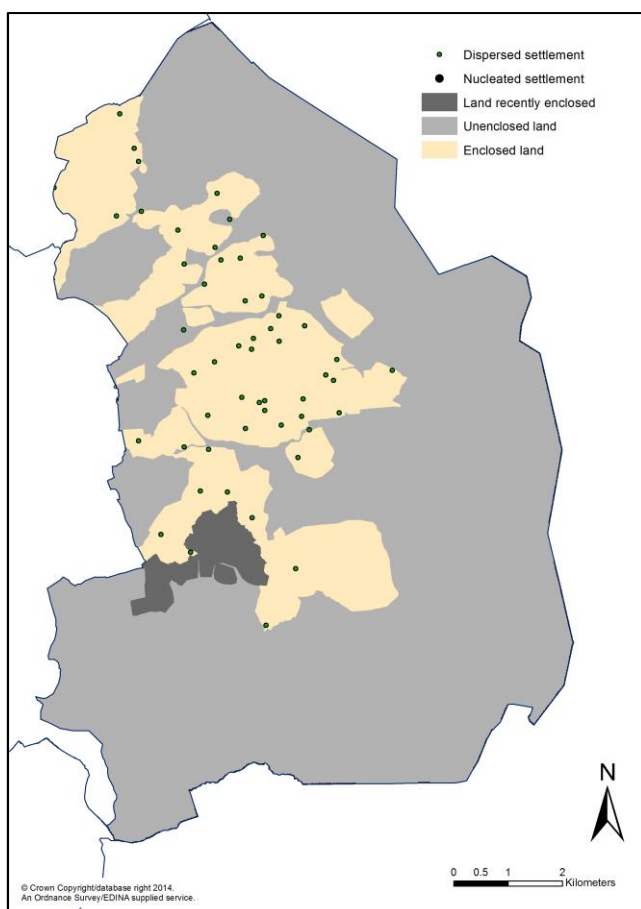 Dispersed settlement
Nucleated settlement
Land recently enclosed
Unenclosed land
Enclosed land
N
0 0.5 1 2
Kilometers
© Crown Copyright/database right 2014.
An Ordnance Survey/EDINA supplied service.